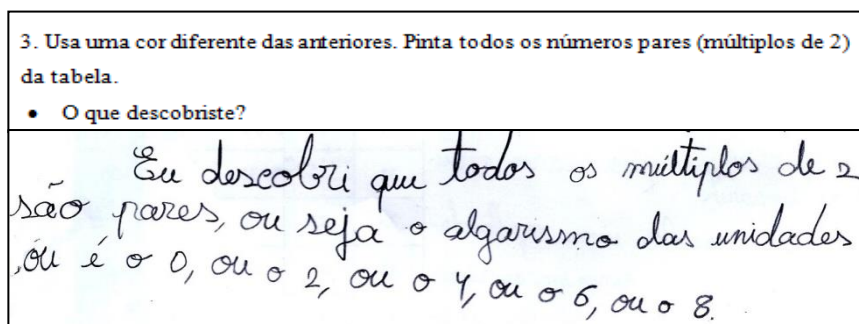 3. Usa uma cor diferente das anteriores. Pinta todos os números pares (múltiplos de 2)
da tabela.
• O que descobriste?
Eu descobri que todos os múltiplos de 2
são pares, ou seja o algarismo das unidades
,ou é o 0, ou o 2, ou o 4, ou o 6, ou o 8.